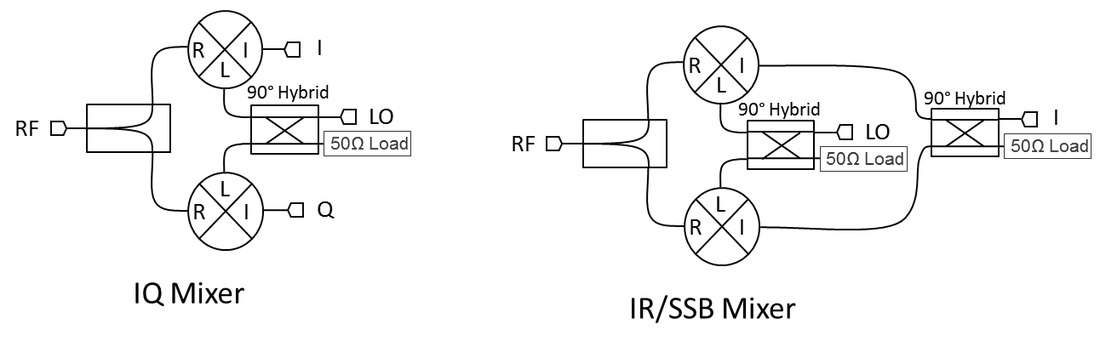 R
I
I
L
90° Hybrid
RF
LO
50Ω Load
L
R
I
Q
IQ Mixer
R
I
L
90° Hybrid
90° Hybrid
RF
LO
I
50Ω Load
50Ω Load
L
R
I
IR/SSB Mixer